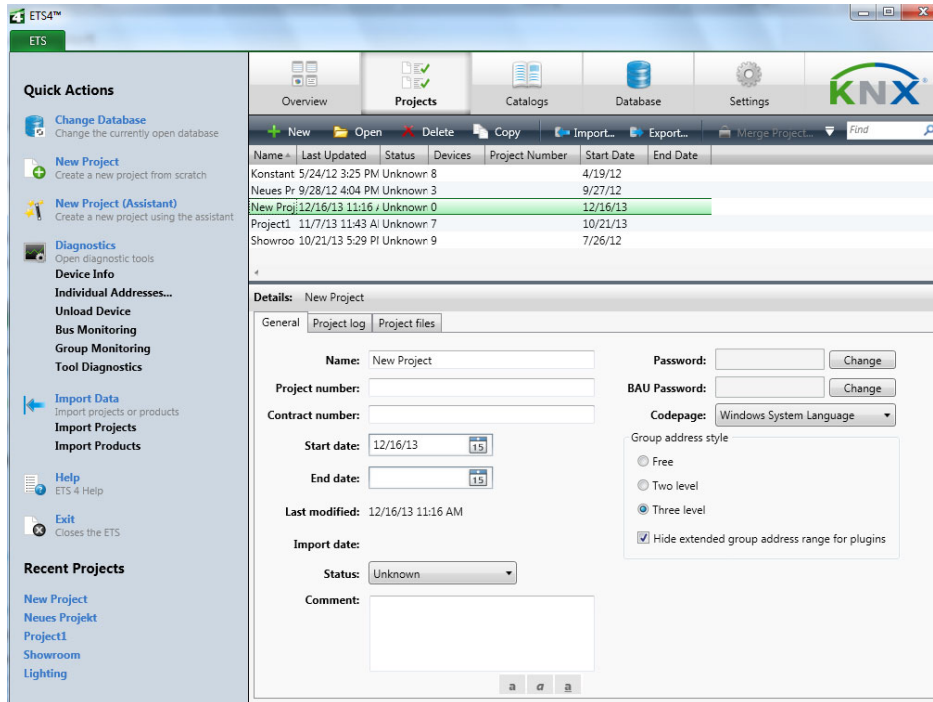 ETS4™
ETS
Quick Actions
Change Database
Change the currently open database
New Project
Create a new project from scratch
New Project (Assistant)
Create a new project using the assistant
Diagnostics
Open diagnostic tools
Device Info
Individual Addresses...
Unload Device
Bus Monitoring
Group Monitoring
Tool Diagnostics
Import Data
Import projects or products
Import Projects
Import Products
Help
ETS 4 Help
Exit
Closes the ETS
Recent Projects
New Project
Neues Projekt
Project1
Showroom
Lighting
Overview Projects Catalogs Database Settings KNX
New Open Delete Copy Import... Export... Merge Project... Find
Name Last Updated Status Devices Project Number Start Date End Date
Konstant 5/24/12 3:25 PM Unknown 8 4/19/12
Neues Pr 9/28/12 4:04 PM Unknown 3 9/27/12
New Proj 12/16/13 11:16 A Unknown 0 12/16/13
Project1 11/7/13 11:43 AI Unknown 7 10/21/13
Showroo 10/21/13 5:29 PI Unknown 9 7/26/12
Details: New Project
General Project log Project files
Name: New Project
Project number:
Contract number:
Start date: 12/16/13 15
End date: 15
Last modified: 12/16/13 11:16 AM
Import date:
Status: Unknown
Comment:
a a a
Password: Change
BAU Password: Change
Codepage: Windows System Language
Group address style
Free
Two level
Three level
Hide extended group address range for plugins